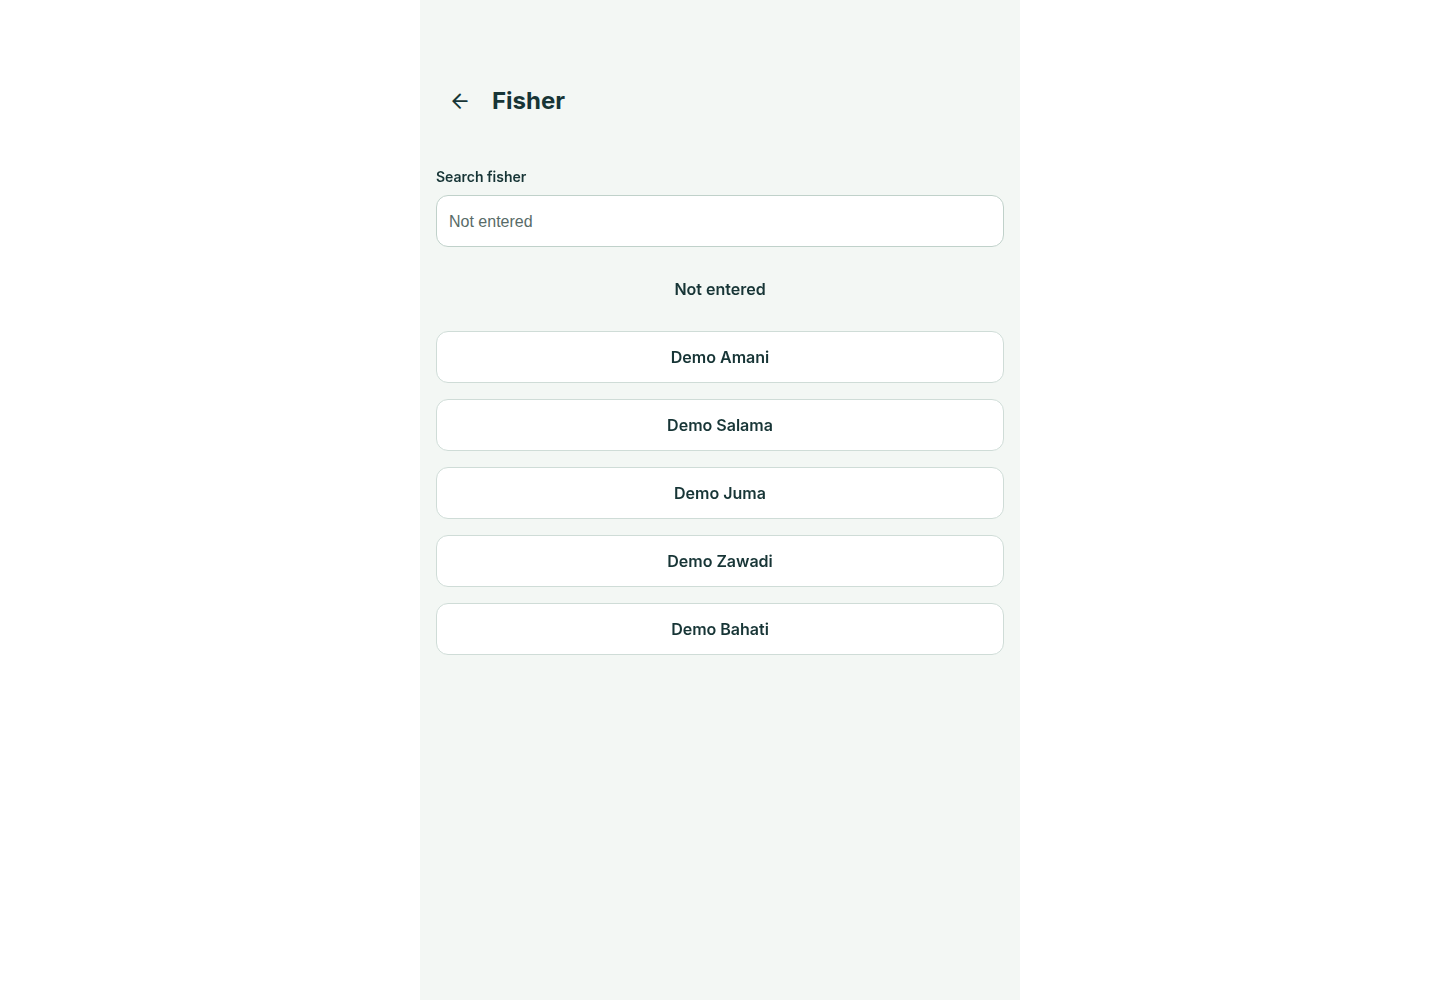 Fisher
Search fisher
Not entered
Not entered
Demo Amani
Demo Salama
Demo Juma
Demo Zawadi
Demo Bahati